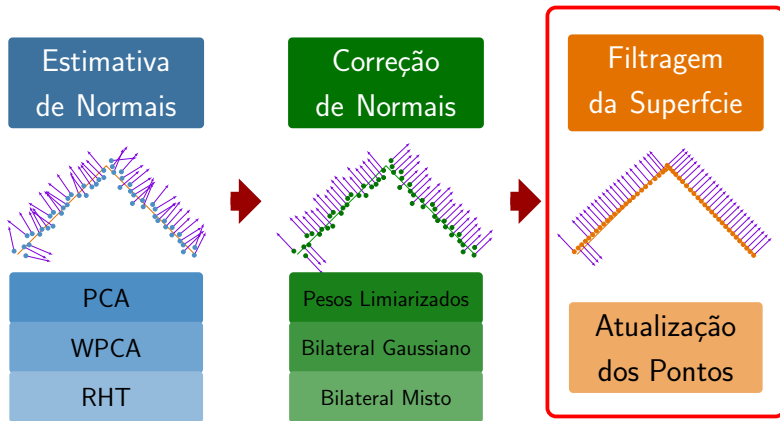 Estimativa
de Normais
PCA
WPCA
RHT
Correção
de Normais
Pesos Limiarizados
Bilateral Gaussiano
Bilateral Misto
Filtragem
da Superfcie
Atualização
dos Pontos